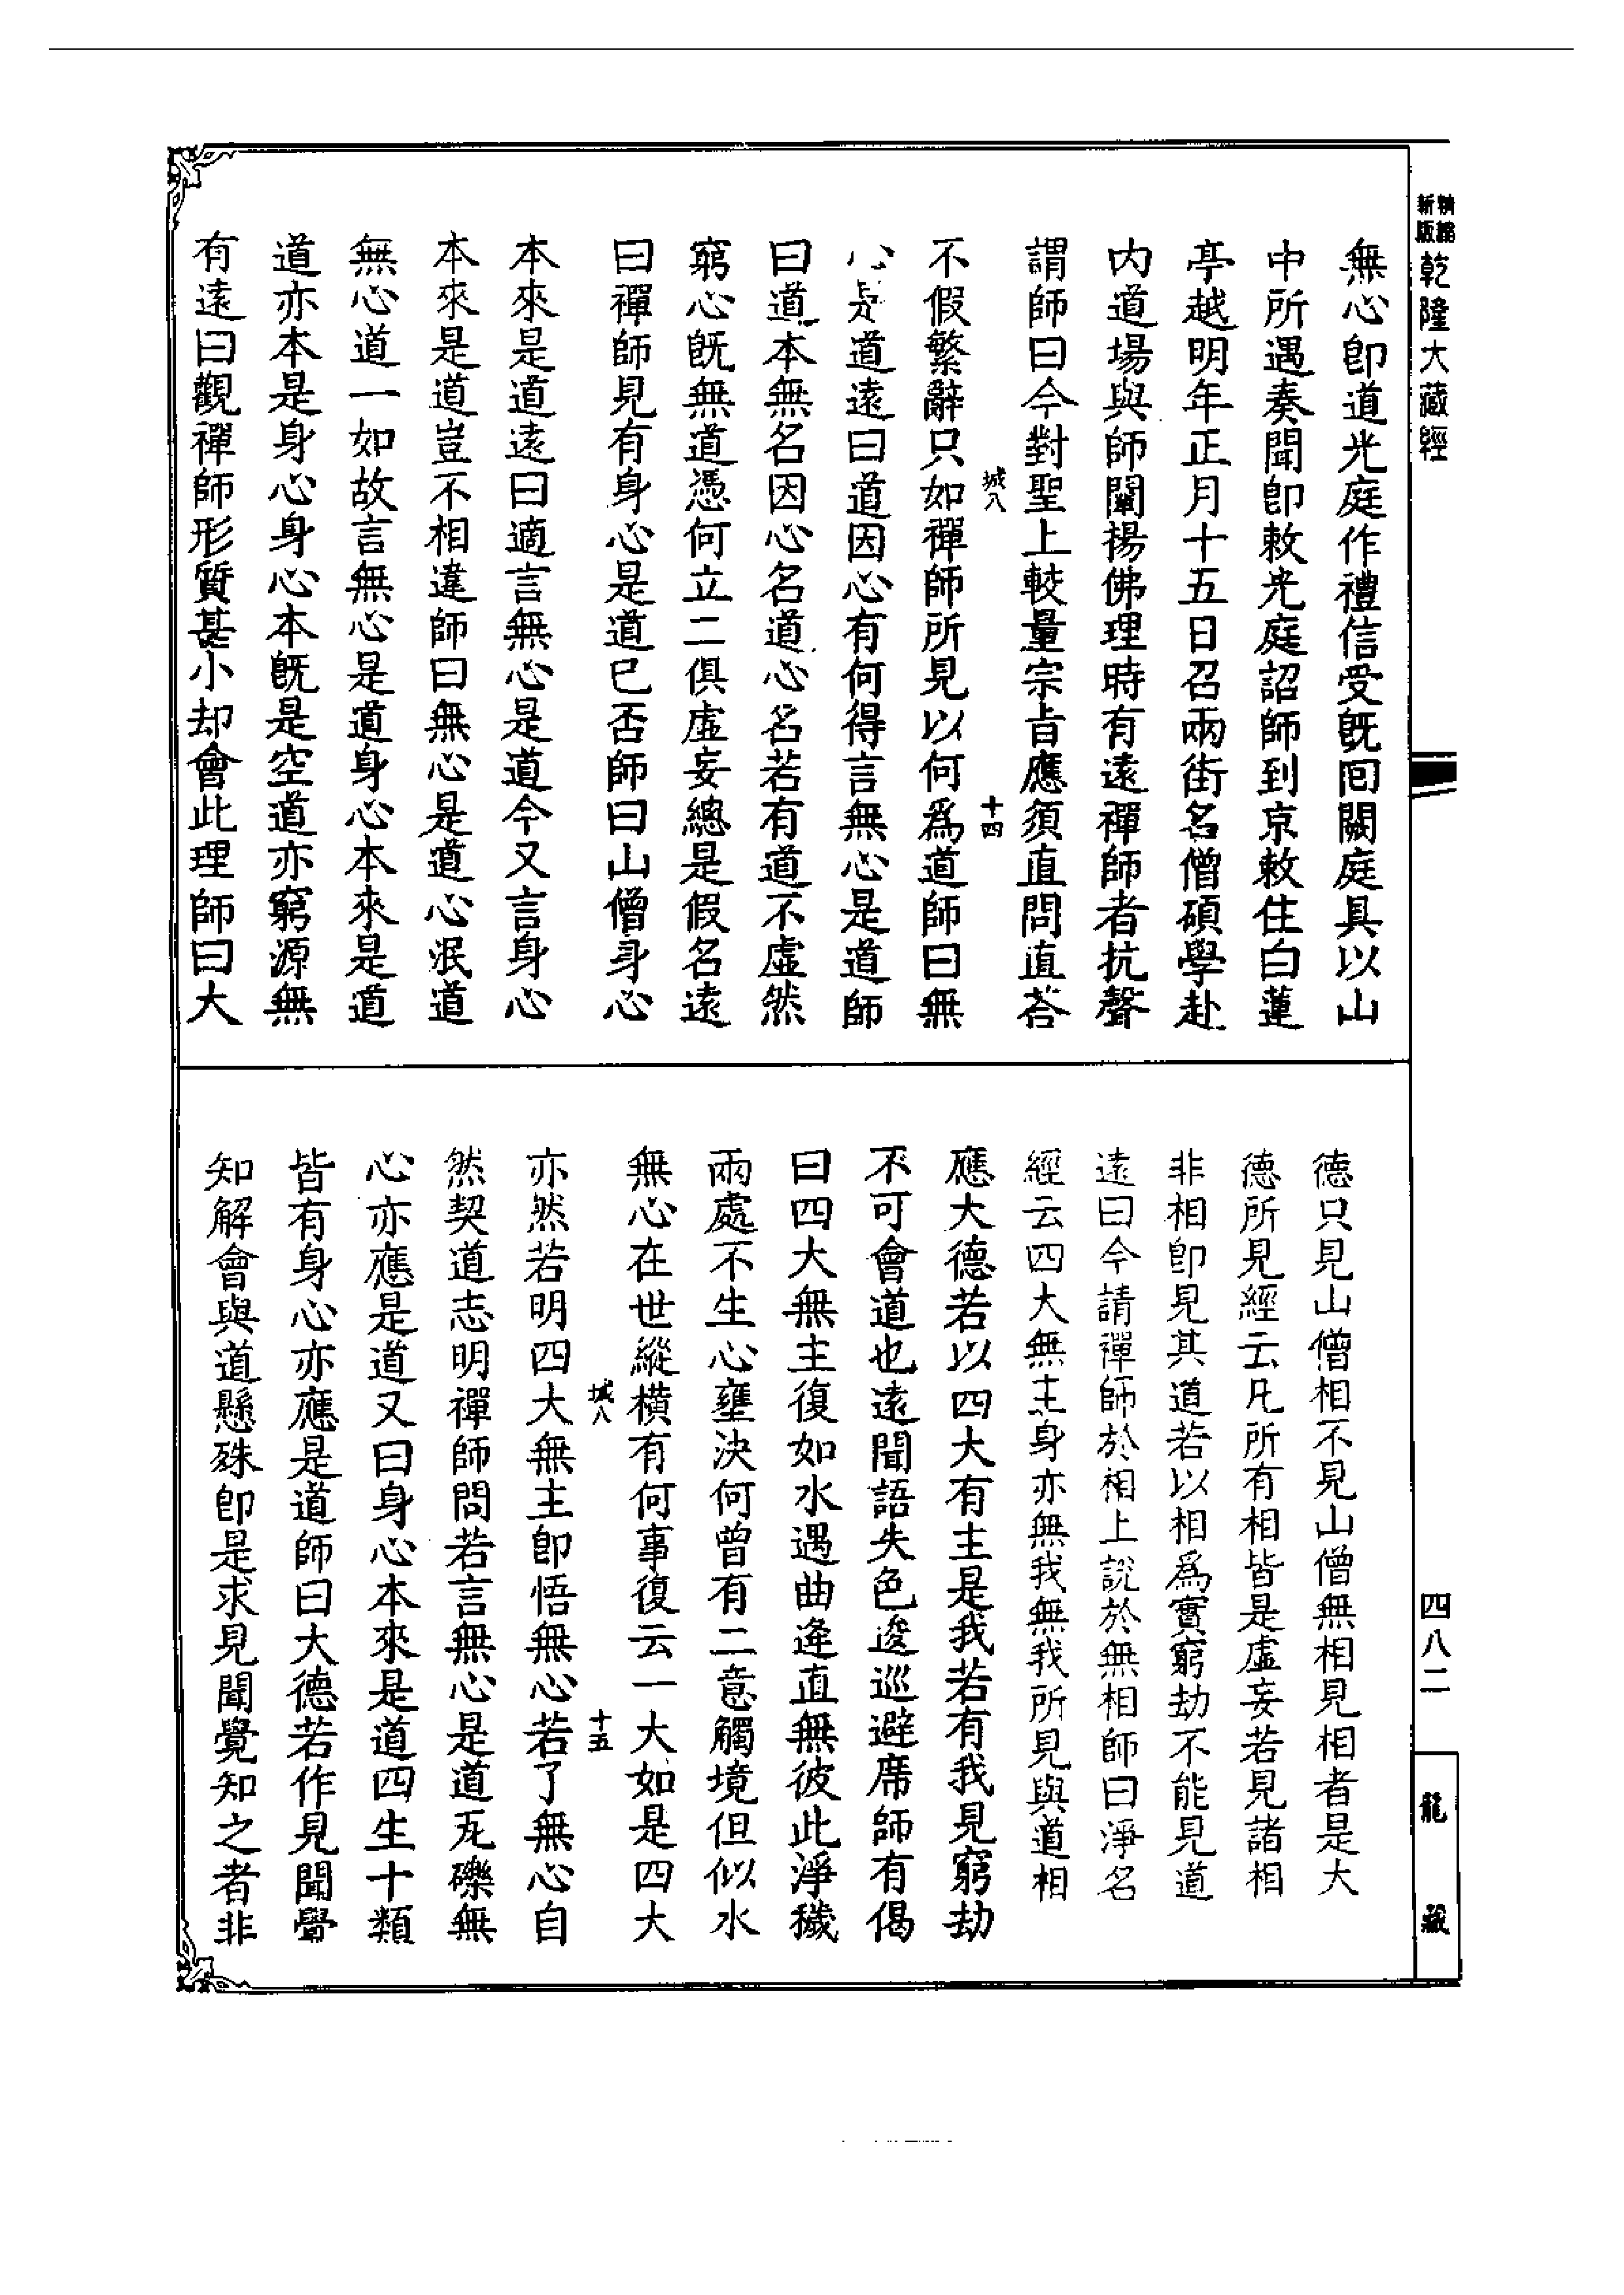 精縮新版乾隆大藏經
四八二
龍藏
無心卽道光庭作禮信受旣囘闕庭具以山
中所遇奏聞卽敕光庭詔師到京敕住白蓮
亭越明年正月十五日召兩街名僧碩學赴
內道場與師闡揚佛理時有遠禪師者抗聲
謂師曰今對聖上較量宗旨應須直問直荅
不假繁辭只如禪師所見以何爲道師曰無
城八 十四
心是道遠曰道因心有何得言無心是道師
曰道本無名因心名道心名若有道不虛然
窮心旣無道憑何立二俱虛妄總是假名遠
曰禪師見有身心是道已否師曰山僧身心
本來是道遠曰適言無心是道今又言身心
本來是道豈不相違師曰無心是道心泯道
無心道一如故言無心是道身心本來是道
道亦本是身心身心本旣是空道亦窮源無
有遠曰觀禪師形質甚小却會此理師曰大
德只見山僧相不見山僧無相見相者是大
德所見經云凡所有相皆是虛妄若見諸相
非相卽見其道若以相爲實窮劫不能見道
遠曰今請禪師於相上說於無相師曰淨名
經云四大無主身亦無我無我所見與道相
應大德若以四大有主是我若有我見窮劫
不可會道也遠聞語失色逡巡避席師有偈
曰四大無主復如水遇曲逢直無彼此淨穢
兩處不生心壅決何曾有二意觸境但似水
無心在世縱橫有何事復云一大如是四大
城八 十五
亦然若明四大無主卽悟無心若了無心自
然契道志明禪師問若言無心是道瓦礫無
心亦應是道又曰身心本來是道四生十類
皆有身心亦應是道師曰大德若作見聞覺
知解會與道懸殊卽是求見聞覺知之者非